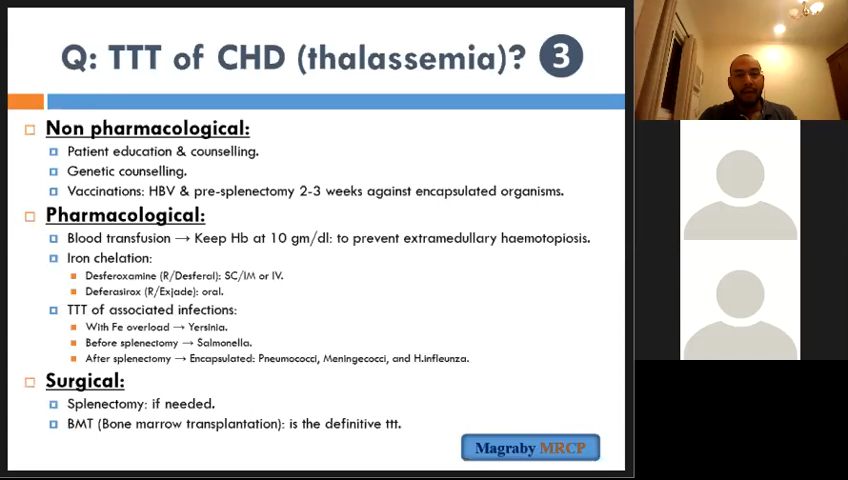 Q: TTT of CHD (thalassemia)? 3
Non pharmacological:
Patient education & counselling.
Genetic counselling.
Vaccinations: HBV & pre-splenectomy 2-3 weeks against encapsulated organisms.
Pharmacological:
Blood transfusion → Keep Hb at 10 gm/dl: to prevent extramedullary haemotopiosis.
Iron chelation:
Desferoxamine (R/Desferal): SC/IM or IV.
Deferasirox (R/Exjade): oral.
TTT of associated infections:
With Fe overload → Yersinia.
Before splenectomy → Salmonella.
After splenectomy → Encapsulated: Pneumococci, Meningecocci, and H.infleunza.
Surgical:
Splenectomy: if needed.
BMT (Bone marrow transplantation): is the definitive ttt.
Magraby MRCP